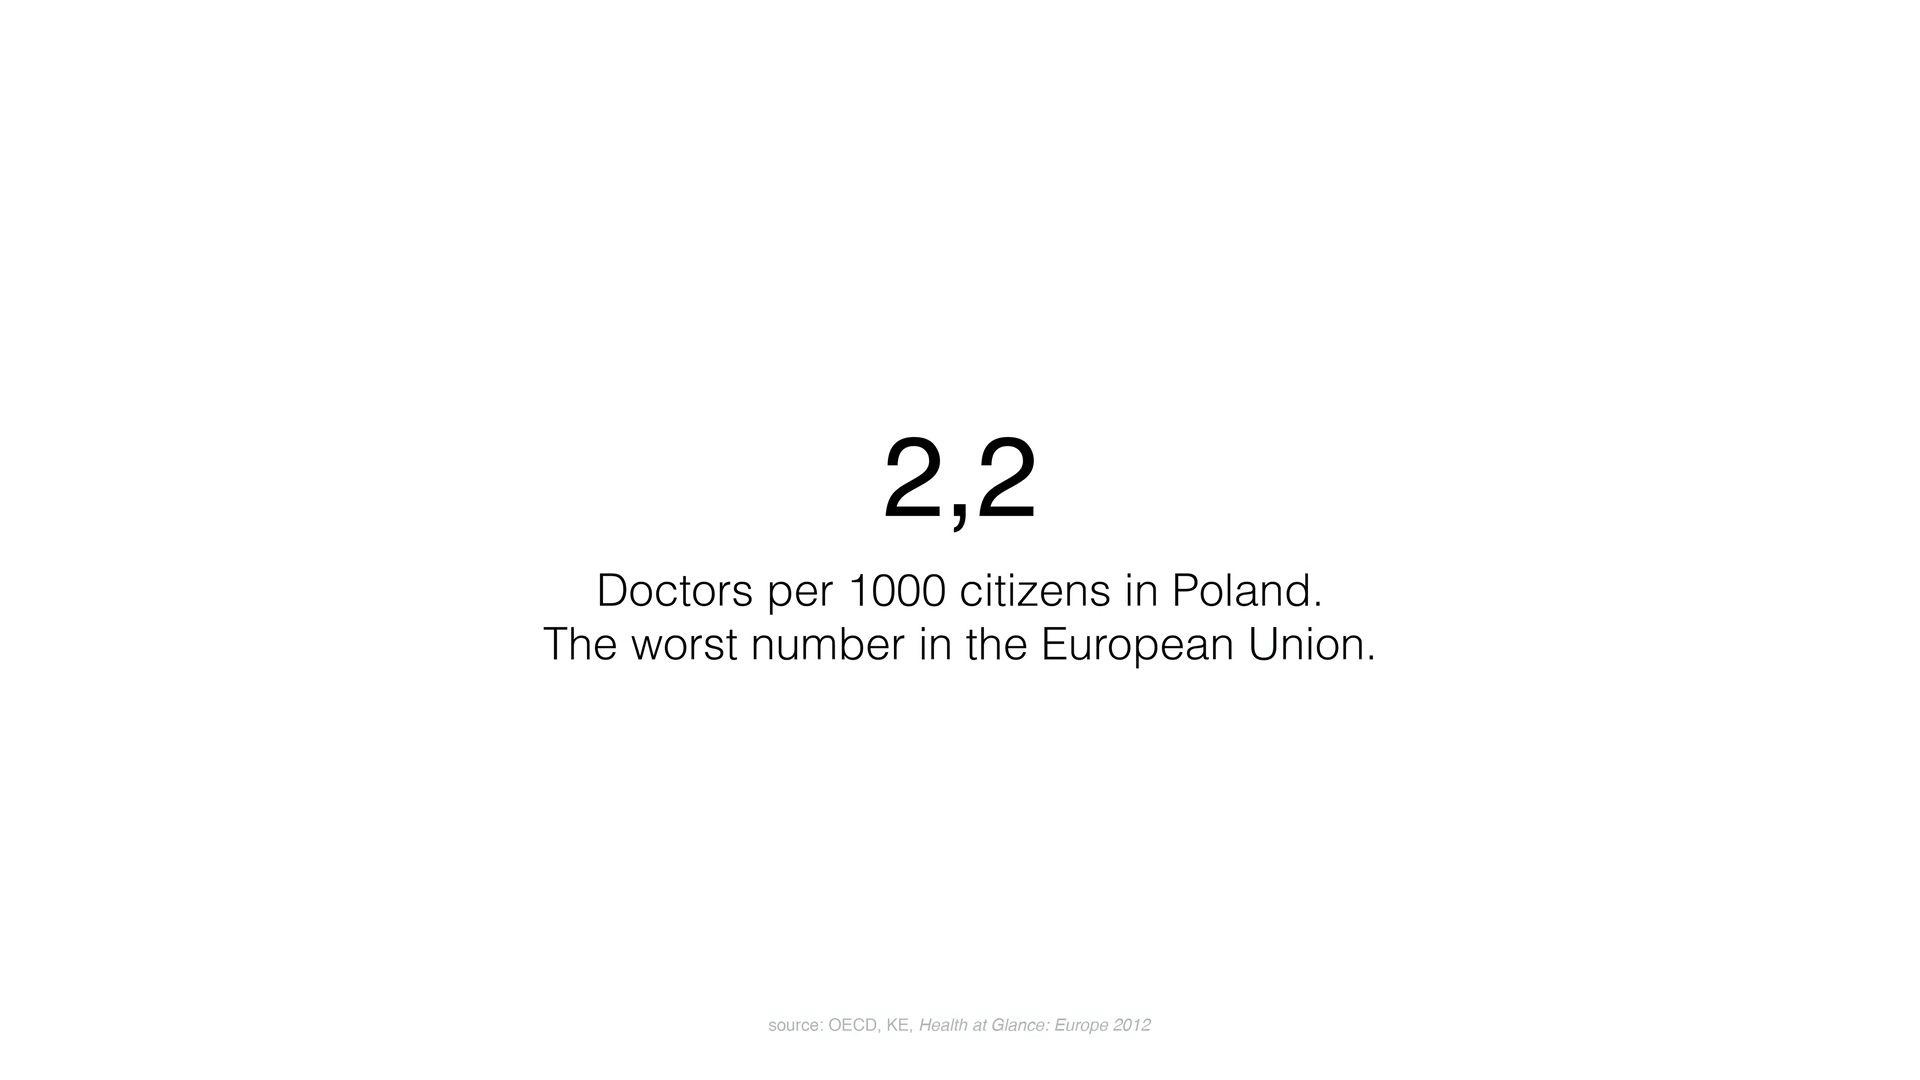 2,2
Doctors per 1000 citizens in Poland.
The worst number in the European Union.
source: OECD, KE, Health at Glance: Europe 2012